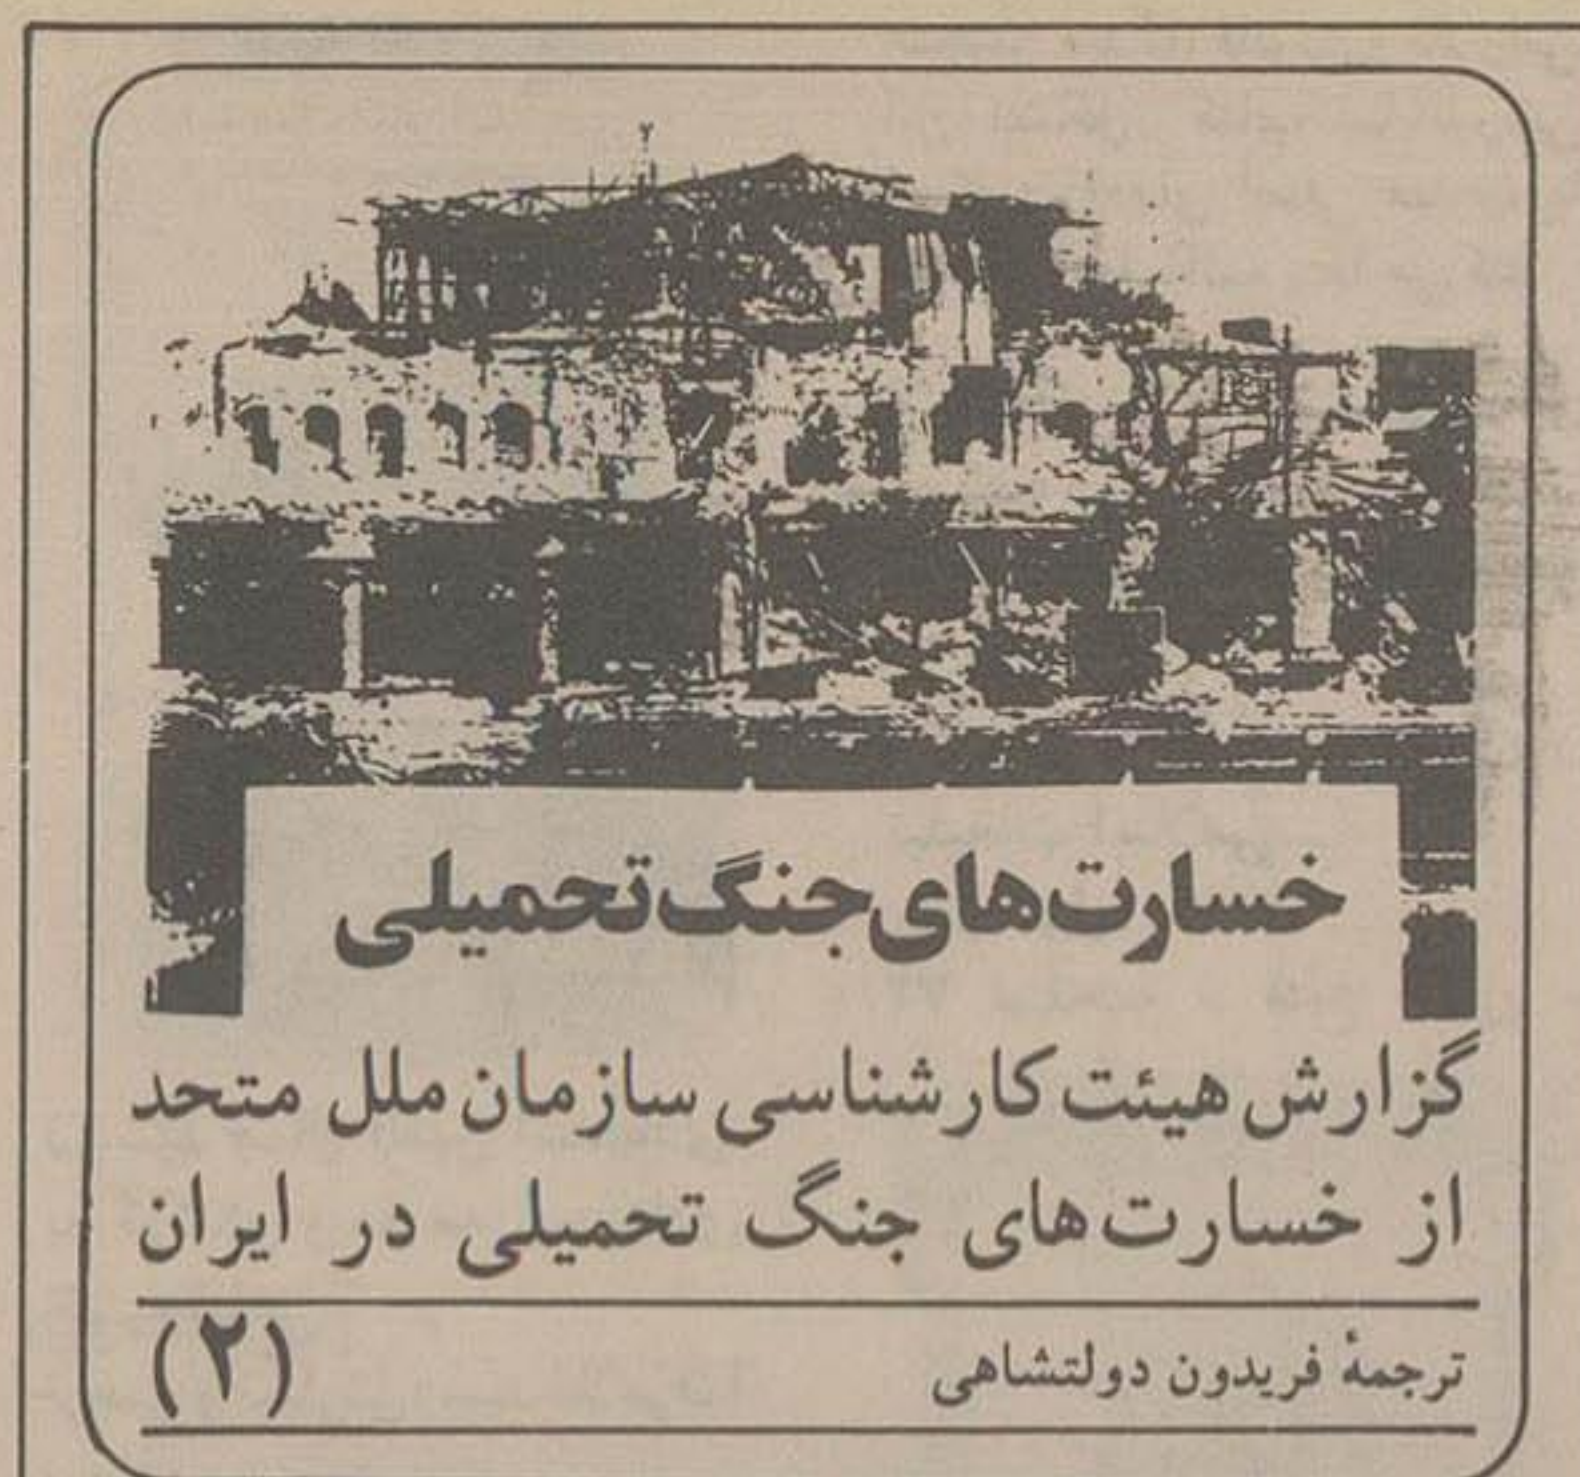 خسارت‌های جنگ تحمیلی
گزارش هیئت کارشناسی سازمان ملل متحد
از خسارت‌های جنگ تحمیلی در ایران
ترجمهٔ فریدون دولتشاهی
(۲)